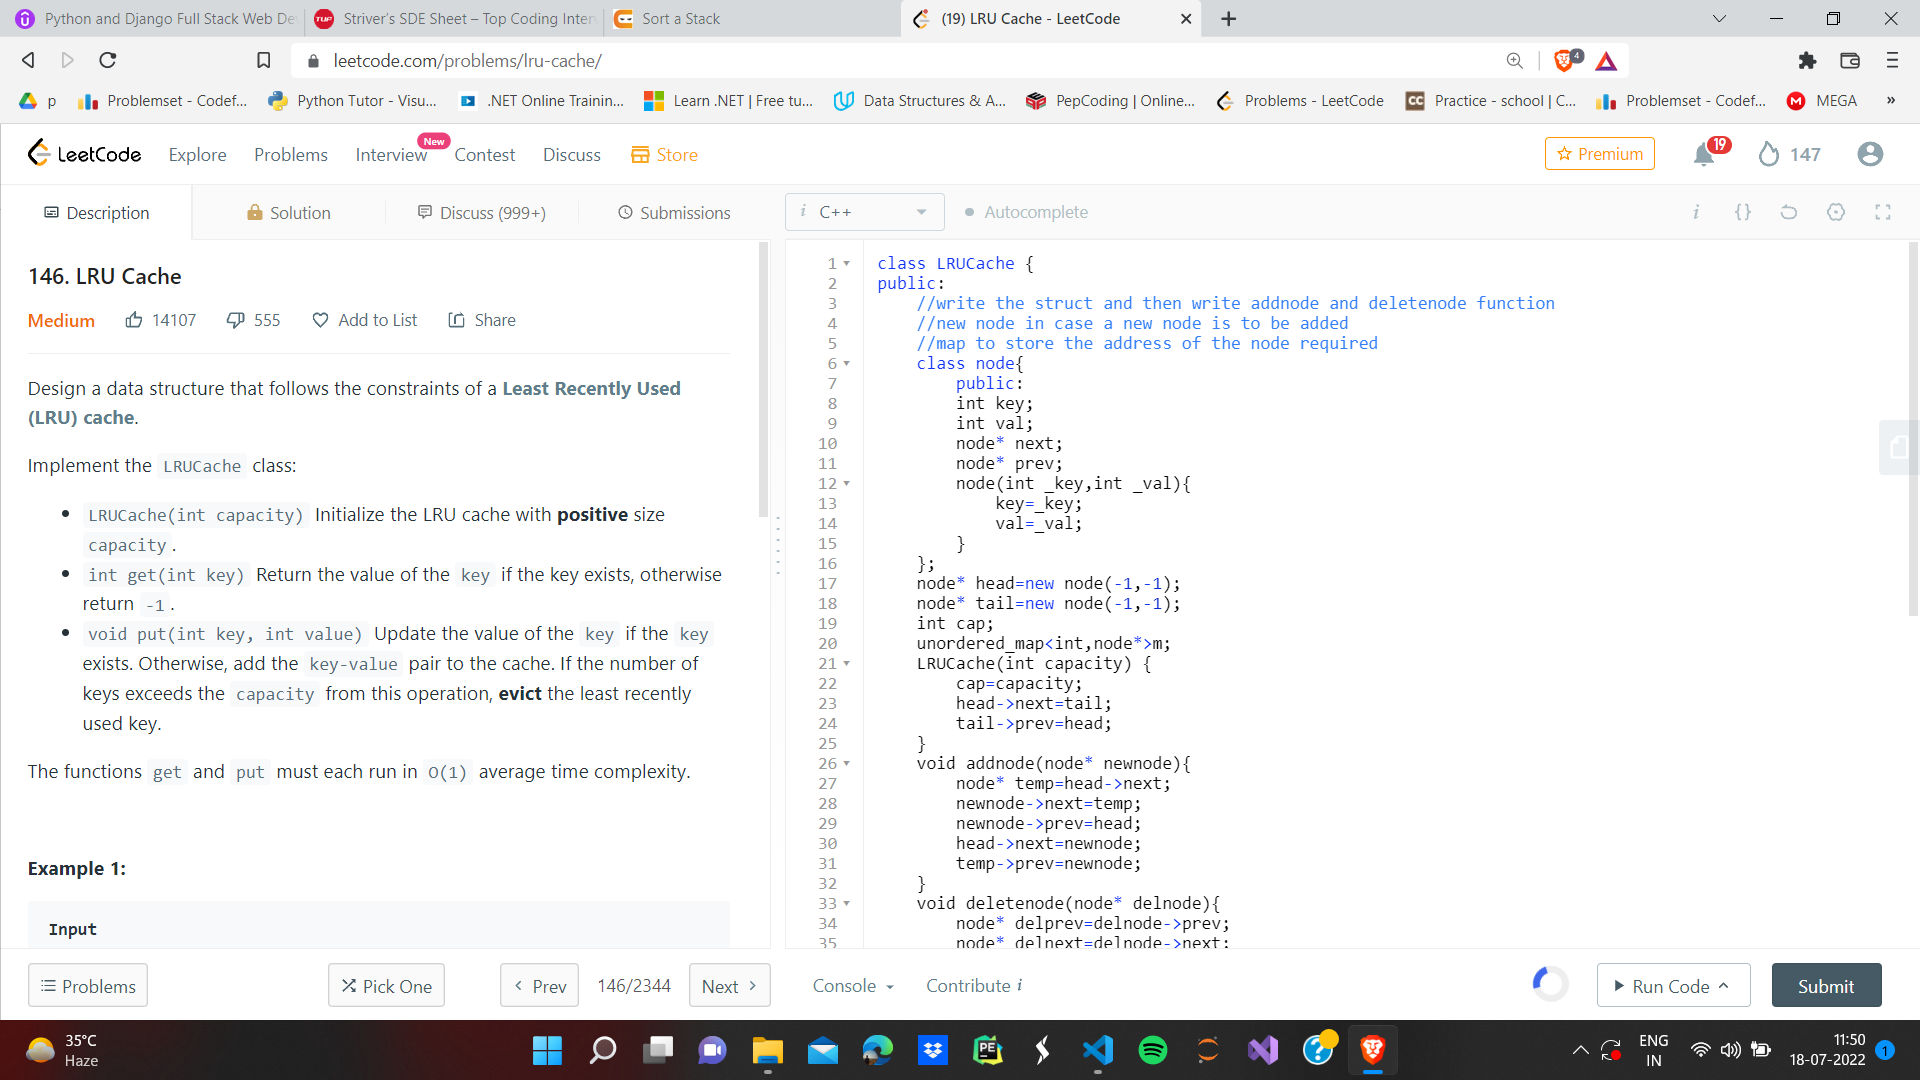 Python and Django Full Stack Web De
Striver's SDE Sheet – Top Coding Inter
Sort a Stack
(19) LRU Cache - LeetCode
leetcode.com/problems/lru-cache/
4
p
Problemset - Codef...
Python Tutor - Visu...
.NET Online Trainin...
Learn .NET | Free tu...
Data Structures & A...
PepCoding | Online...
Problems - LeetCode
CC
Practice - school | C...
Problemset - Codef...
M
MEGA
»
LeetCode
Explore
Problems
Interview
New
Contest
Discuss
Store
Premium
19
147
Description
Solution
Discuss (999+)
Submissions
i C++
Autocomplete
i
{}
146. LRU Cache
Medium
14107
555
Add to List
Share
Design a data structure that follows the constraints of a Least Recently Used
(LRU) cache.
Implement the LRUCache class:
• LRUCache(int capacity) Initialize the LRU cache with positive size
capacity.
• int get(int key) Return the value of the key if the key exists, otherwise
return -1.
• void put(int key, int value) Update the value of the key if the key
exists. Otherwise, add the key-value pair to the cache. If the number of
keys exceeds the capacity from this operation, evict the least recently
used key.
The functions get and put must each run in O(1) average time complexity.
Example 1:
Input
1 class LRUCache {
2 public:
3 //write the struct and then write addnode and deletenode function
4 //new node in case a new node is to be added
5 //map to store the address of the node required
6 class node{
7 public:
8 int key;
9 int val;
10 node* next;
11 node* prev;
12 node(int _key,int _val){
13 key=_key;
14 val=_val;
15 }
16 };
17 node* head=new node(-1,-1);
18 node* tail=new node(-1,-1);
19 int cap;
20 unordered_map<int,node*>m;
21 LRUCache(int capacity) {
22 cap=capacity;
23 head->next=tail;
24 tail->prev=head;
25 }
26 void addnode(node* newnode){
27 node* temp=head->next;
28 newnode->next=temp;
29 newnode->prev=head;
30 head->next=newnode;
31 temp->prev=newnode;
32 }
33 void deletenode(node* delnode){
34 node* delprev=delnode->prev;
35 node* delnext=delnode->next;
Problems
Pick One
Prev
146/2344
Next
Console
Contribute i
Run Code
Submit
35°C
Haze
PE
ENG
IN
11:50
18-07-2022
1